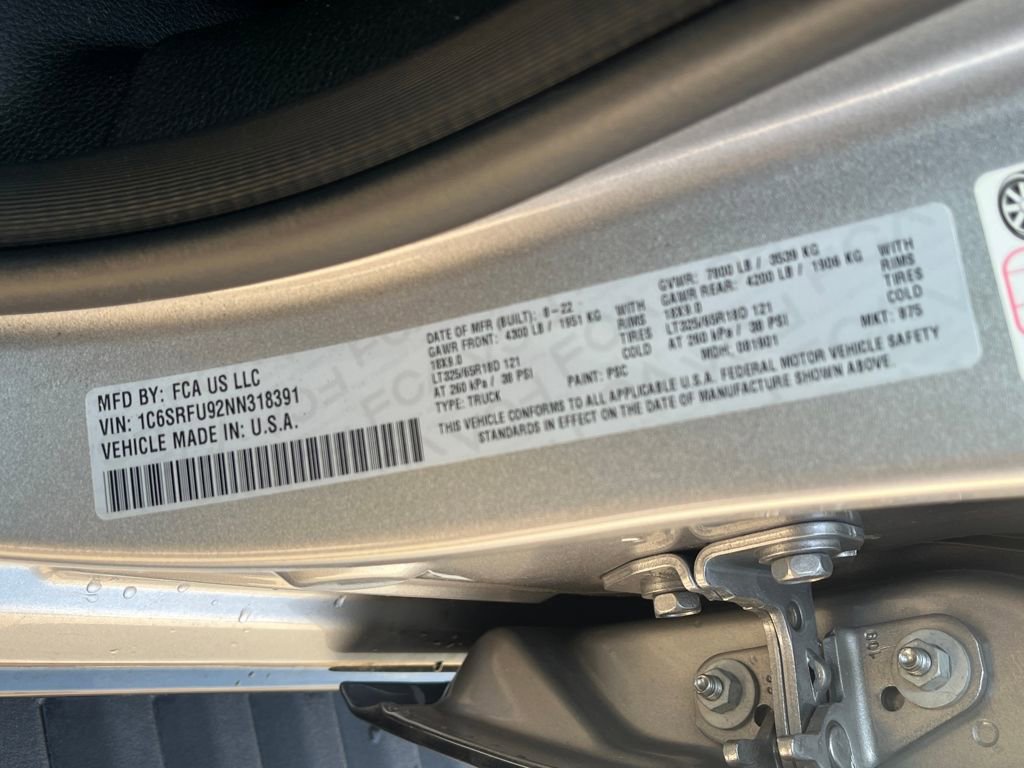 MFD BY: FCA US LLC
VIN: 1C6SRFU92NN318391
VEHICLE MADE IN: U.S.A.
DATE OF MFR (BUILT): 8-22
GAWR FRONT: 4300 LB / 1951 KG WITH
18X9.0 RIMS
LT325/65R18D 121 TIRES
AT 260 kPa / 38 PSI COLD
TYPE: TRUCK
PAINT: PSC
GVWR: 7800 LB / 3539 KG
GAWR REAR: 4200 LB / 1906 KG WITH
18X9.0 RIMS
LT325/65R18D 121 TIRES
AT 260 kPa / 38 PSI COLD
MDH: 081901
MKT: B75
THIS VEHICLE CONFORMS TO ALL APPLICABLE U.S.A. FEDERAL MOTOR VEHICLE SAFETY
STANDARDS IN EFFECT ON THE DATE OF MANUFACTURE SHOWN ABOVE.
108